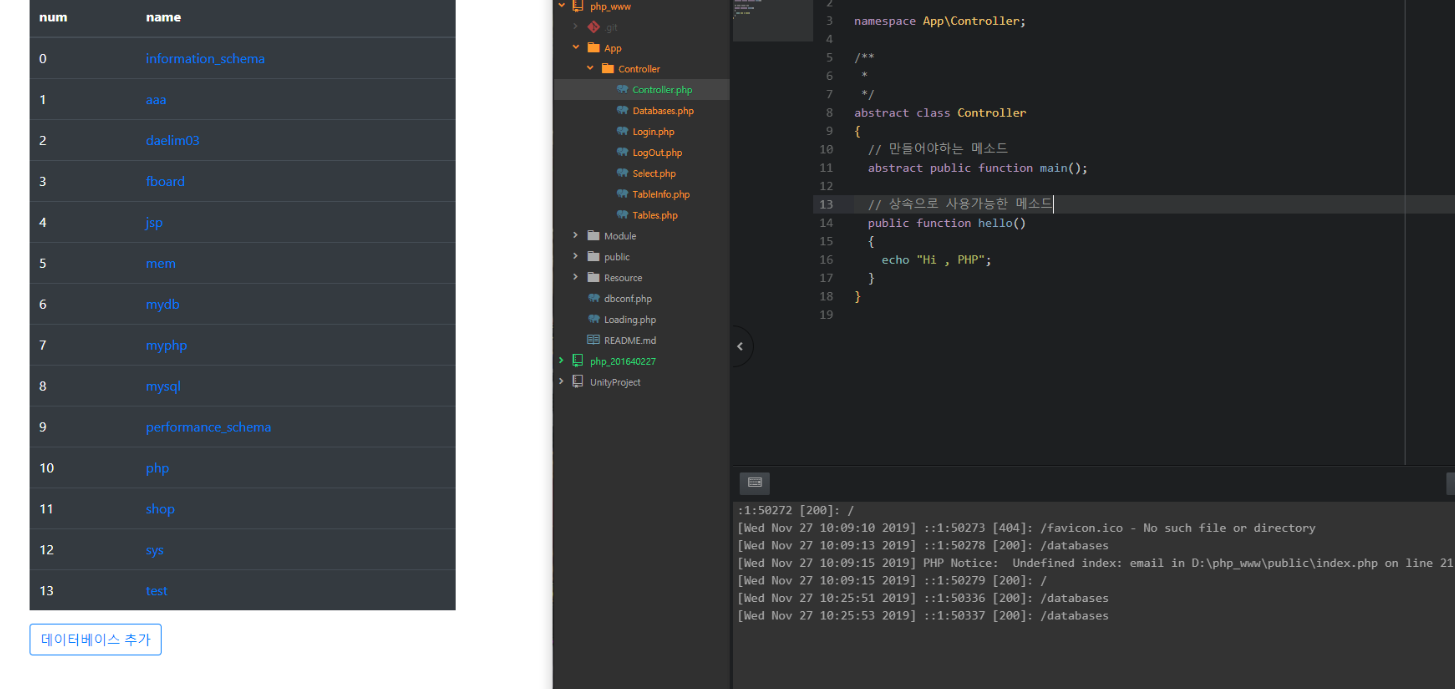 num name
0 information_schema
1 aaa
2 daelim03
3 fboard
4 jsp
5 mem
6 mydb
7 myphp
8 mysql
9 performance_schema
10 php
11 shop
12 sys
13 test
데이터베이스 추가
php_www
git
App
Controller
Controller.php
Databases.php
Login.php
LogOut.php
Select.php
TableInfo.php
Tables.php
Module
public
Resource
dbconf.php
Loading.php
README.md
php_201640227
UnityProject
2
3 namespace App\Controller;
4
5 /**
6 *
7 */
8 abstract class Controller
9 {
10 // 만들어야하는 메소드
11 abstract public function main();
12
13 // 상속으로 사용가능한 메소드
14 public function hello()
15 {
16 echo "Hi , PHP";
17 }
18 }
19
:1:50272 [200]: /
[Wed Nov 27 10:09:10 2019] ::1:50273 [404]: /favicon.ico - No such file or directory
[Wed Nov 27 10:09:13 2019] ::1:50278 [200]: /databases
[Wed Nov 27 10:09:15 2019] PHP Notice:  Undefined index: email in D:\php_www\public\index.php on line 21
[Wed Nov 27 10:09:15 2019] ::1:50279 [200]: /
[Wed Nov 27 10:25:51 2019] ::1:50336 [200]: /databases
[Wed Nov 27 10:25:53 2019] ::1:50337 [200]: /databases